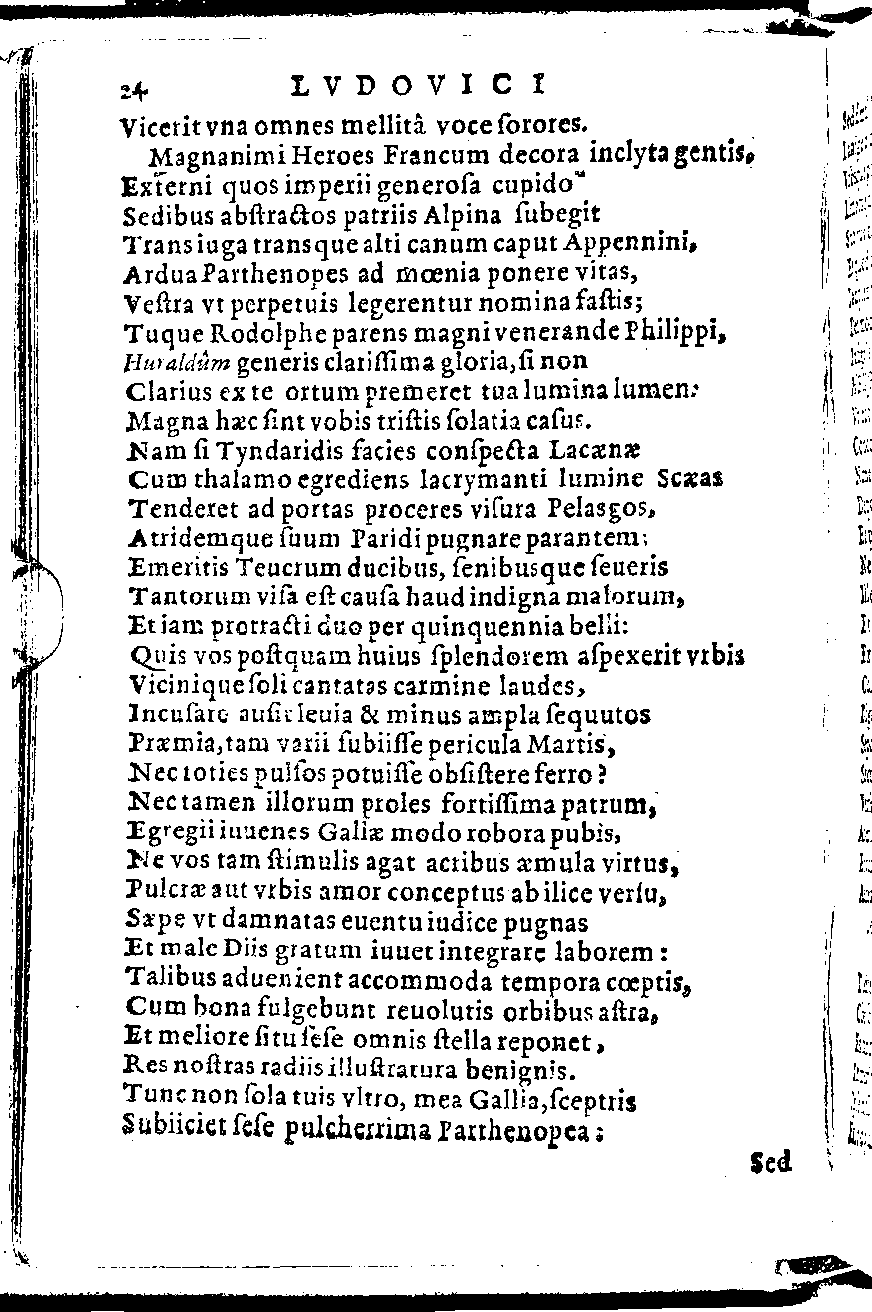 24 LVDOVICI
Vicerit vna omnes mellitâ voce ſorores.
Magnanimi Heroes Francum decora inclyta gentis,
Externi quos imperii generoſa cupido
Sedibus abſtractos patriis Alpina ſubegit
Trans iuga transque alti canum caput Appennini,
Ardua Parthenopes ad mœnia ponere vitas,
Veſtra vt perpetuis legerentur nomina faſtis;
Tuque Rodolphe parens magni venerande Philippi,
Huraldûm generis clariſſima gloria, ſi non
Clarius ex te ortum premeret tua lumina lumen:
Magna hæc ſint vobis triſtis ſolatia caſus.
Nam ſi Tyndaridis facies conſpecta Lacænæ
Cum thalamo egrediens lacrymanti lumine Scæas
Tenderet ad portas proceres viſura Pelasgos,
Atridemque ſuum Paridi pugnare parantem;
Emeritis Teucrum ducibus, ſenibusque ſeueris
Tantorum viſa eſt cauſa haud indigna malorum,
Et iam protracti duo per quinquennia belli:
Quis vos poſtquam huius ſplendorem aſpexerit vrbis
Vicinique ſoli cantatas carmine laudes,
Incuſare auſit leuia & minus ampla ſequutos
Præmia, tam varii ſubiiſſe pericula Martis,
Nec toties pulſos potuiſſe obſiſtere ferro?
Nec tamen illorum proles fortiſſima patrum,
Egregii iuuenes Galiæ modo robora pubis,
Ne vos tam ſtimulis agat acribus æmula virtus,
Pulcræ aut vrbis amor conceptus ab ilice verſu,
Sæpe vt damnatas euentu iudice pugnas
Et male Diis gratum iuuet integrare laborem:
Talibus aduenient accommoda tempora cœptis,
Cum bona fulgebunt reuolutis orbibus aſtra,
Et meliore ſitu ſeſe omnis ſtella reponet,
Res noſtras radiis illuſtratura benignis.
Tunc non ſola tuis vltro, mea Gallia, ſceptris
Subiiciet ſeſe pulcherrima Parthenopea;
Sed